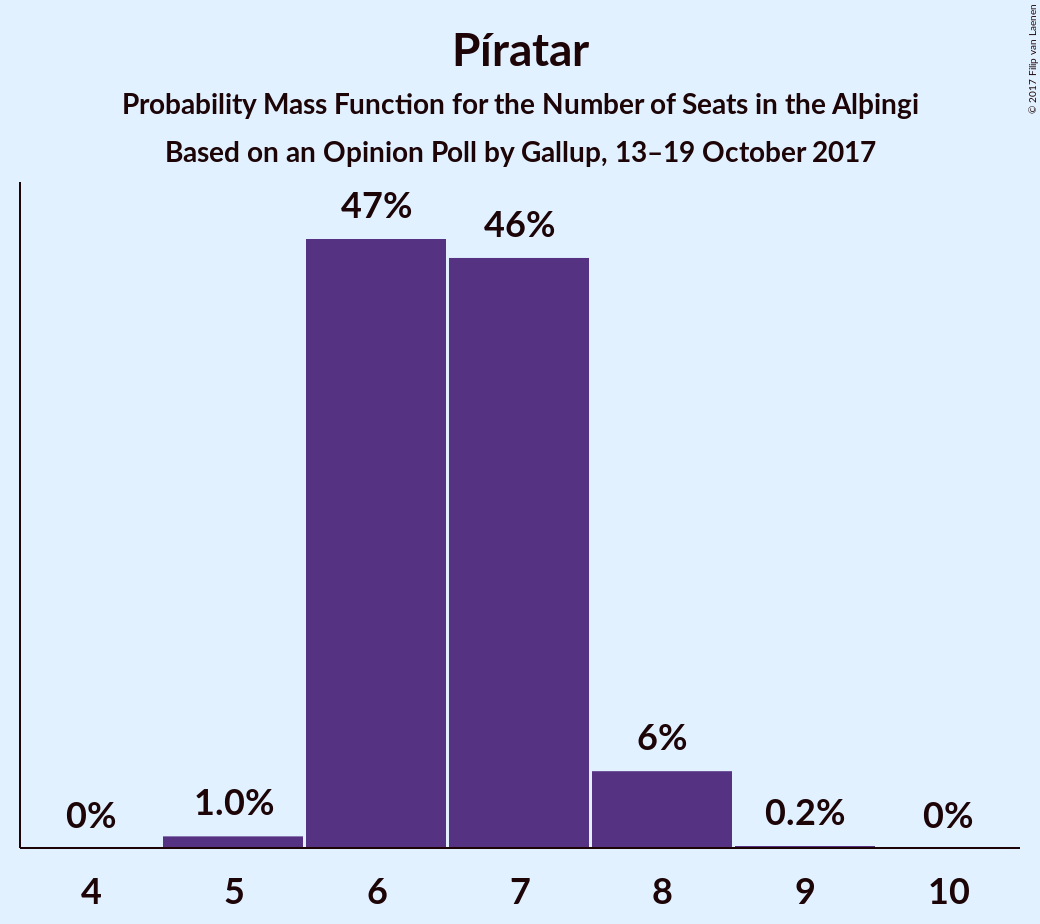 Píratar
Probability Mass Function for the Number of Seats in the Alþingi
Based on an Opinion Poll by Gallup, 13–19 October 2017
© 2017 Filip van Laenen
47%
46%
6%
1.0%
0.2%
0%
0%
4 5 6 7 8 9 10